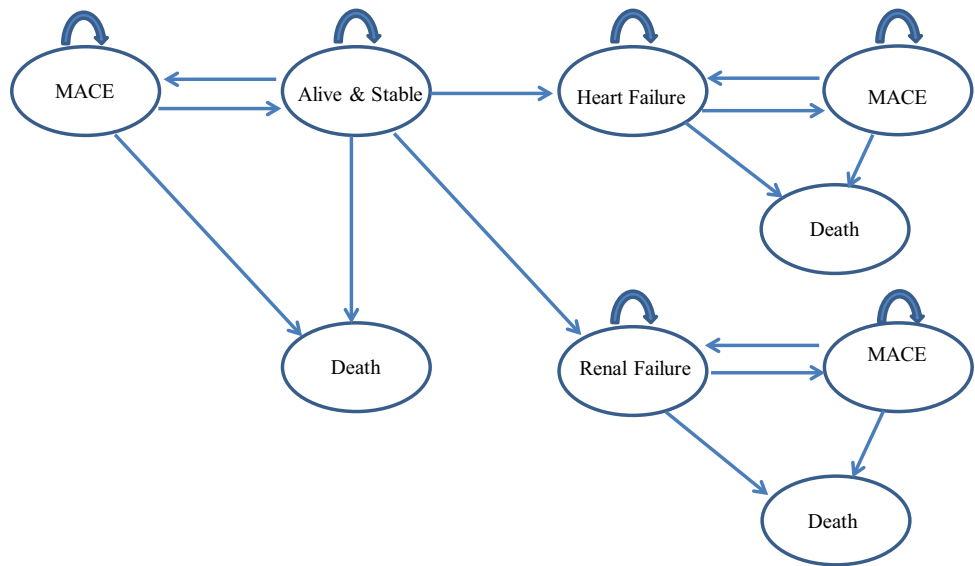 MACE
Alive & Stable
Heart Failure
MACE
Death
Death
Renal Failure
MACE
Death